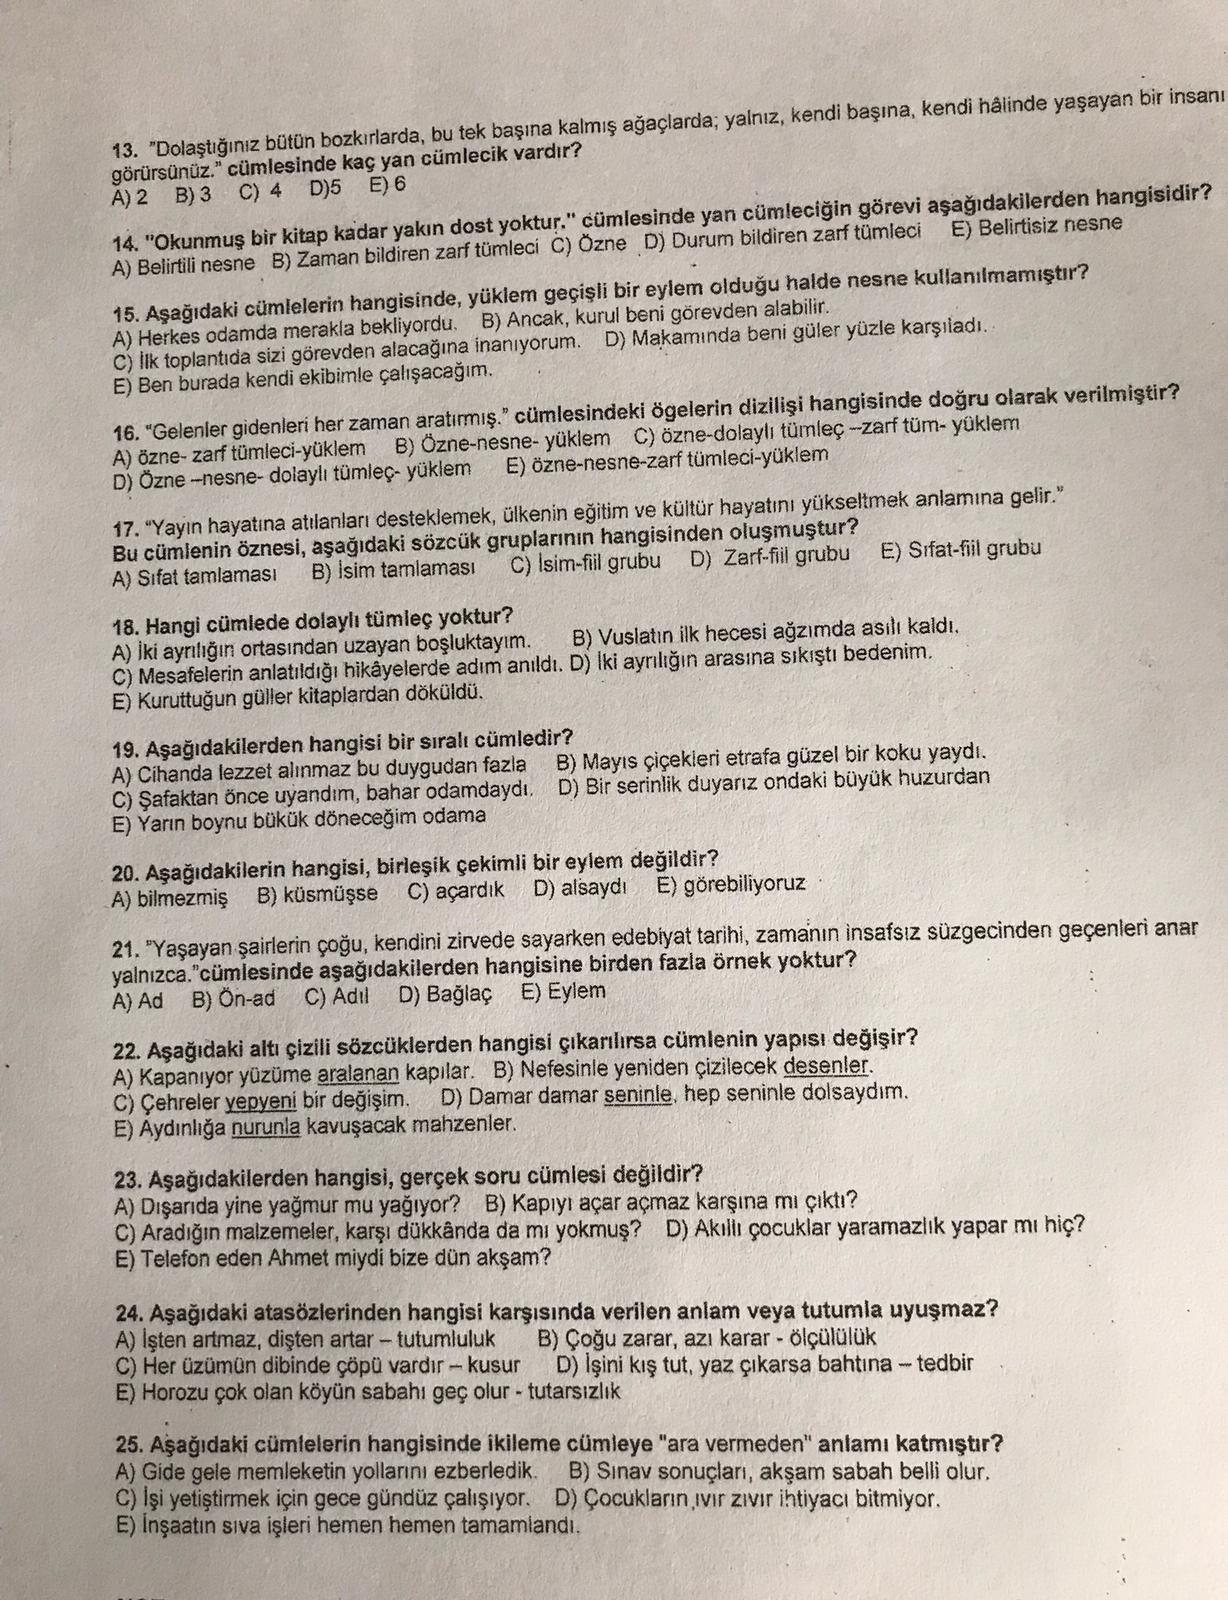 13. "Dolaştığınız bütün bozkırlarda, bu tek başına kalmış ağaçlarda; yalnız, kendi başına, kendi hâlinde yaşayan bir insanı
görürsünüz." cümlesinde kaç yan cümlecik vardır?
A) 2 B) 3 C) 4 D)5 E) 6
14. "Okunmuş bir kitap kadar yakın dost yoktur." cümlesinde yan cümleciğin görevi aşağıdakilerden hangisidir?
A) Belirtili nesne B) Zaman bildiren zarf tümleci C) Özne D) Durum bildiren zarf tümleci E) Belirtisiz nesne
15. Aşağıdaki cümlelerin hangisinde, yüklem geçişli bir eylem olduğu halde nesne kullanılmamıştır?
A) Herkes odamda merakla bekliyordu. B) Ancak, kurul beni görevden alabilir.
C) İlk toplantıda sizi görevden alacağına inanıyorum. D) Makamında beni güler yüzle karşıladı.
E) Ben burada kendi ekibimle çalışacağım.
16. "Gelenler gidenleri her zaman aratırmış." cümlesindeki ögelerin dizilişi hangisinde doğru olarak verilmiştir?
A) özne- zarf tümleci-yüklem B) Özne-nesne- yüklem C) özne-dolaylı tümleç –zarf tüm- yüklem
D) Özne –nesne- dolaylı tümleç- yüklem E) özne-nesne-zarf tümleci-yüklem
17. "Yayın hayatına atılanları desteklemek, ülkenin eğitim ve kültür hayatını yükseltmek anlamına gelir."
Bu cümlenin öznesi, aşağıdaki sözcük gruplarının hangisinden oluşmuştur?
A) Sıfat tamlaması B) İsim tamlaması C) İsim-fiil grubu D) Zarf-fiil grubu E) Sıfat-fiil grubu
18. Hangi cümlede dolaylı tümleç yoktur?
A) İki ayrılığın ortasından uzayan boşluktayım. B) Vuslatın ilk hecesi ağzımda asılı kaldı.
C) Mesafelerin anlatıldığı hikâyelerde adım anıldı. D) İki ayrılığın arasına sıkıştı bedenim.
E) Kuruttuğun güller kitaplardan döküldü.
19. Aşağıdakilerden hangisi bir sıralı cümledir?
A) Cihanda lezzet alınmaz bu duygudan fazla B) Mayıs çiçekleri etrafa güzel bir koku yaydı.
C) Şafaktan önce uyandım, bahar odamdaydı. D) Bir serinlik duyarız ondaki büyük huzurdan
E) Yarın boynu bükük döneceğim odama
20. Aşağıdakilerin hangisi, birleşik çekimli bir eylem değildir?
A) bilmezmiş B) küsmüşse C) açardık D) alsaydı E) görebiliyoruz
21. "Yaşayan şairlerin çoğu, kendini zirvede sayarken edebiyat tarihi, zamanın insafsız süzgecinden geçenleri anar
yalnızca."cümlesinde aşağıdakilerden hangisine birden fazla örnek yoktur?
A) Ad B) Ön-ad C) Adıl D) Bağlaç E) Eylem
22. Aşağıdaki altı çizili sözcüklerden hangisi çıkarılırsa cümlenin yapısı değişir?
A) Kapanıyor yüzüme aralanan kapılar. B) Nefesinle yeniden çizilecek desenler.
C) Çehreler yepyeni bir değişim. D) Damar damar seninle, hep seninle dolsaydım.
E) Aydınlığa nurunla kavuşacak mahzenler.
23. Aşağıdakilerden hangisi, gerçek soru cümlesi değildir?
A) Dışarıda yine yağmur mu yağıyor? B) Kapıyı açar açmaz karşına mı çıktı?
C) Aradığın malzemeler, karşı dükkânda da mı yokmuş? D) Akıllı çocuklar yaramazlık yapar mı hiç?
E) Telefon eden Ahmet miydi bize dün akşam?
24. Aşağıdaki atasözlerinden hangisi karşısında verilen anlam veya tutumla uyuşmaz?
A) İşten artmaz, dişten artar – tutumluluk B) Çoğu zarar, azı karar - ölçülülük
C) Her üzümün dibinde çöpü vardır – kusur D) İşini kış tut, yaz çıkarsa bahtına – tedbir
E) Horozu çok olan köyün sabahı geç olur - tutarsızlık
25. Aşağıdaki cümlelerin hangisinde ikileme cümleye "ara vermeden" anlamı katmıştır?
A) Gide gele memleketin yollarını ezberledik. B) Sınav sonuçları, akşam sabah belli olur.
C) İşi yetiştirmek için gece gündüz çalışıyor. D) Çocukların ıvır zıvır ihtiyacı bitmiyor.
E) İnşaatın sıva işleri hemen hemen tamamlandı.